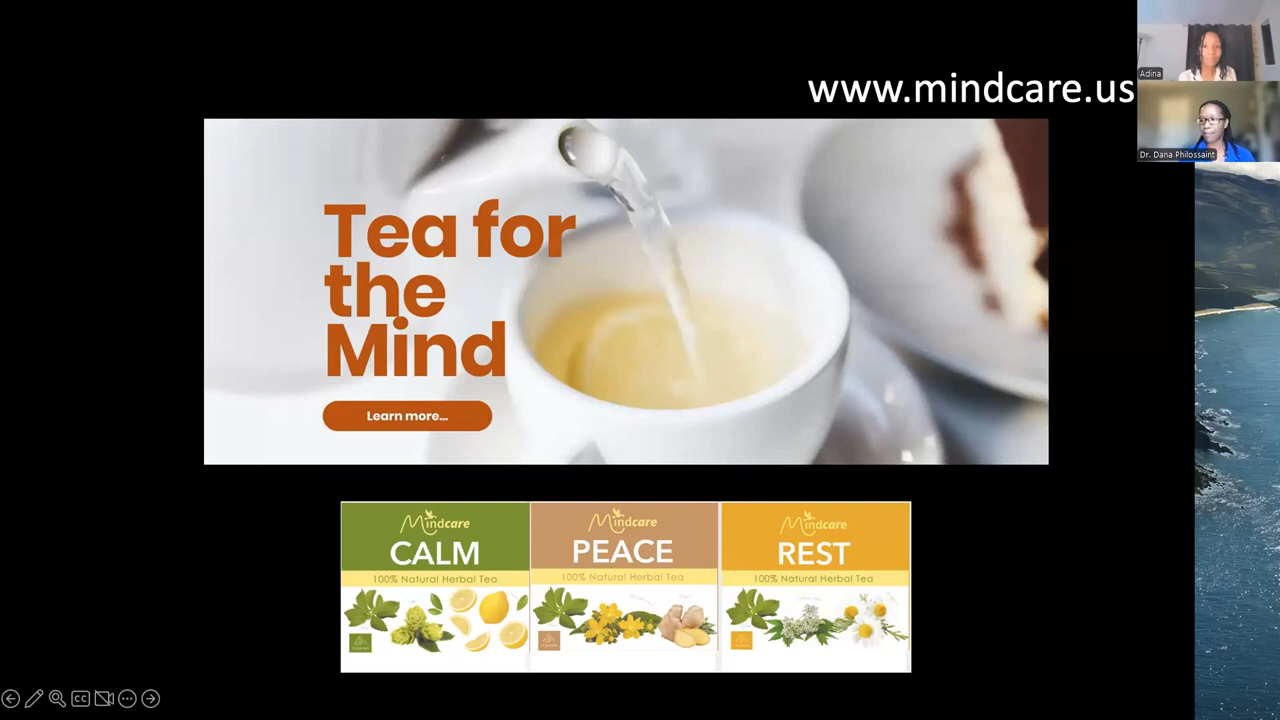 www.mindcare.us
Adina
Dr. Dana Philossaint
Tea for
the
Mind
Learn more...
Mindcare
CALM
100% Natural Herbal Tea
Mindcare
PEACE
100% Natural Herbal Tea
Mindcare
REST
100% Natural Herbal Tea
CC